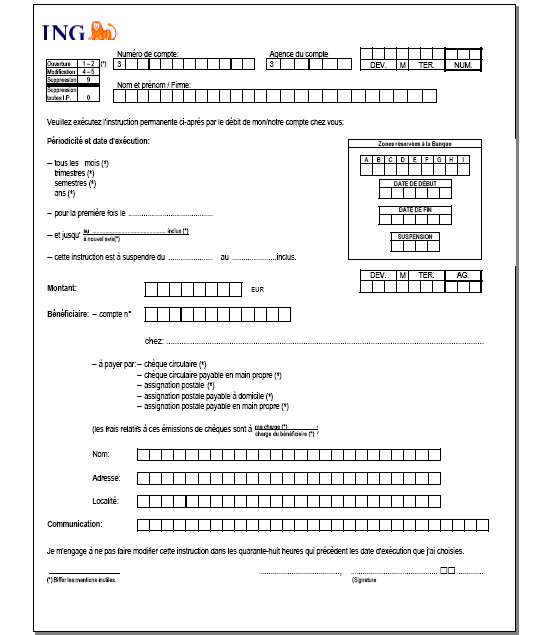 ING
Numéro de compte:
Agence du compte
Ouverture 1 – 2 (*)
Modification 4 – 5
Suppression 9
Suppression
toutes I.P. 0
3
3
DEV. M TER. NUM.
Nom et prénom / Firme:
Veuillez exécutez l'instruction permanente ci-après par le débit de mon/notre compte chez vous:
Périodicité et date d'exécution:
– tous les mois (*)
trimestres (*)
semestres (*)
ans (*)
– pour la première fois le ....................................
– et jusqu' au .................................................... inclus (*)
à nouvel avis(*)
– cette instruction est à suspendre du ................... au ...................inclus.
Zones réservées à la Banque
A B C D E F G H I
DATE DE DÉBUT
DATE DE FIN
SUSPENSION
DEV. M TER. AG.
Montant: EUR
Bénéficiaire: – compte n°
chez: ....................................................................................
– à payer par: – chèque circulaire (*)
– chèque circulaire payable en main propre (*)
– assignation postale (*)
– assignation postale payable à domicile (*)
– assignation postale payable en main propre (*)
(les frais relatifs à ces émissions de chèques sont à ma charge (*) ;
charge du bénéficiaire (*)
Nom:
Adresse:
Localité:
Communication:
Je m'engage à ne pas faire modifier cette instruction dans les quarante-huit heures qui précédent les date d'exécution que j'ai choisies.
(*) Biffer les mentions inutiles.
..................................., ..................................... □□ ..........
(Signature